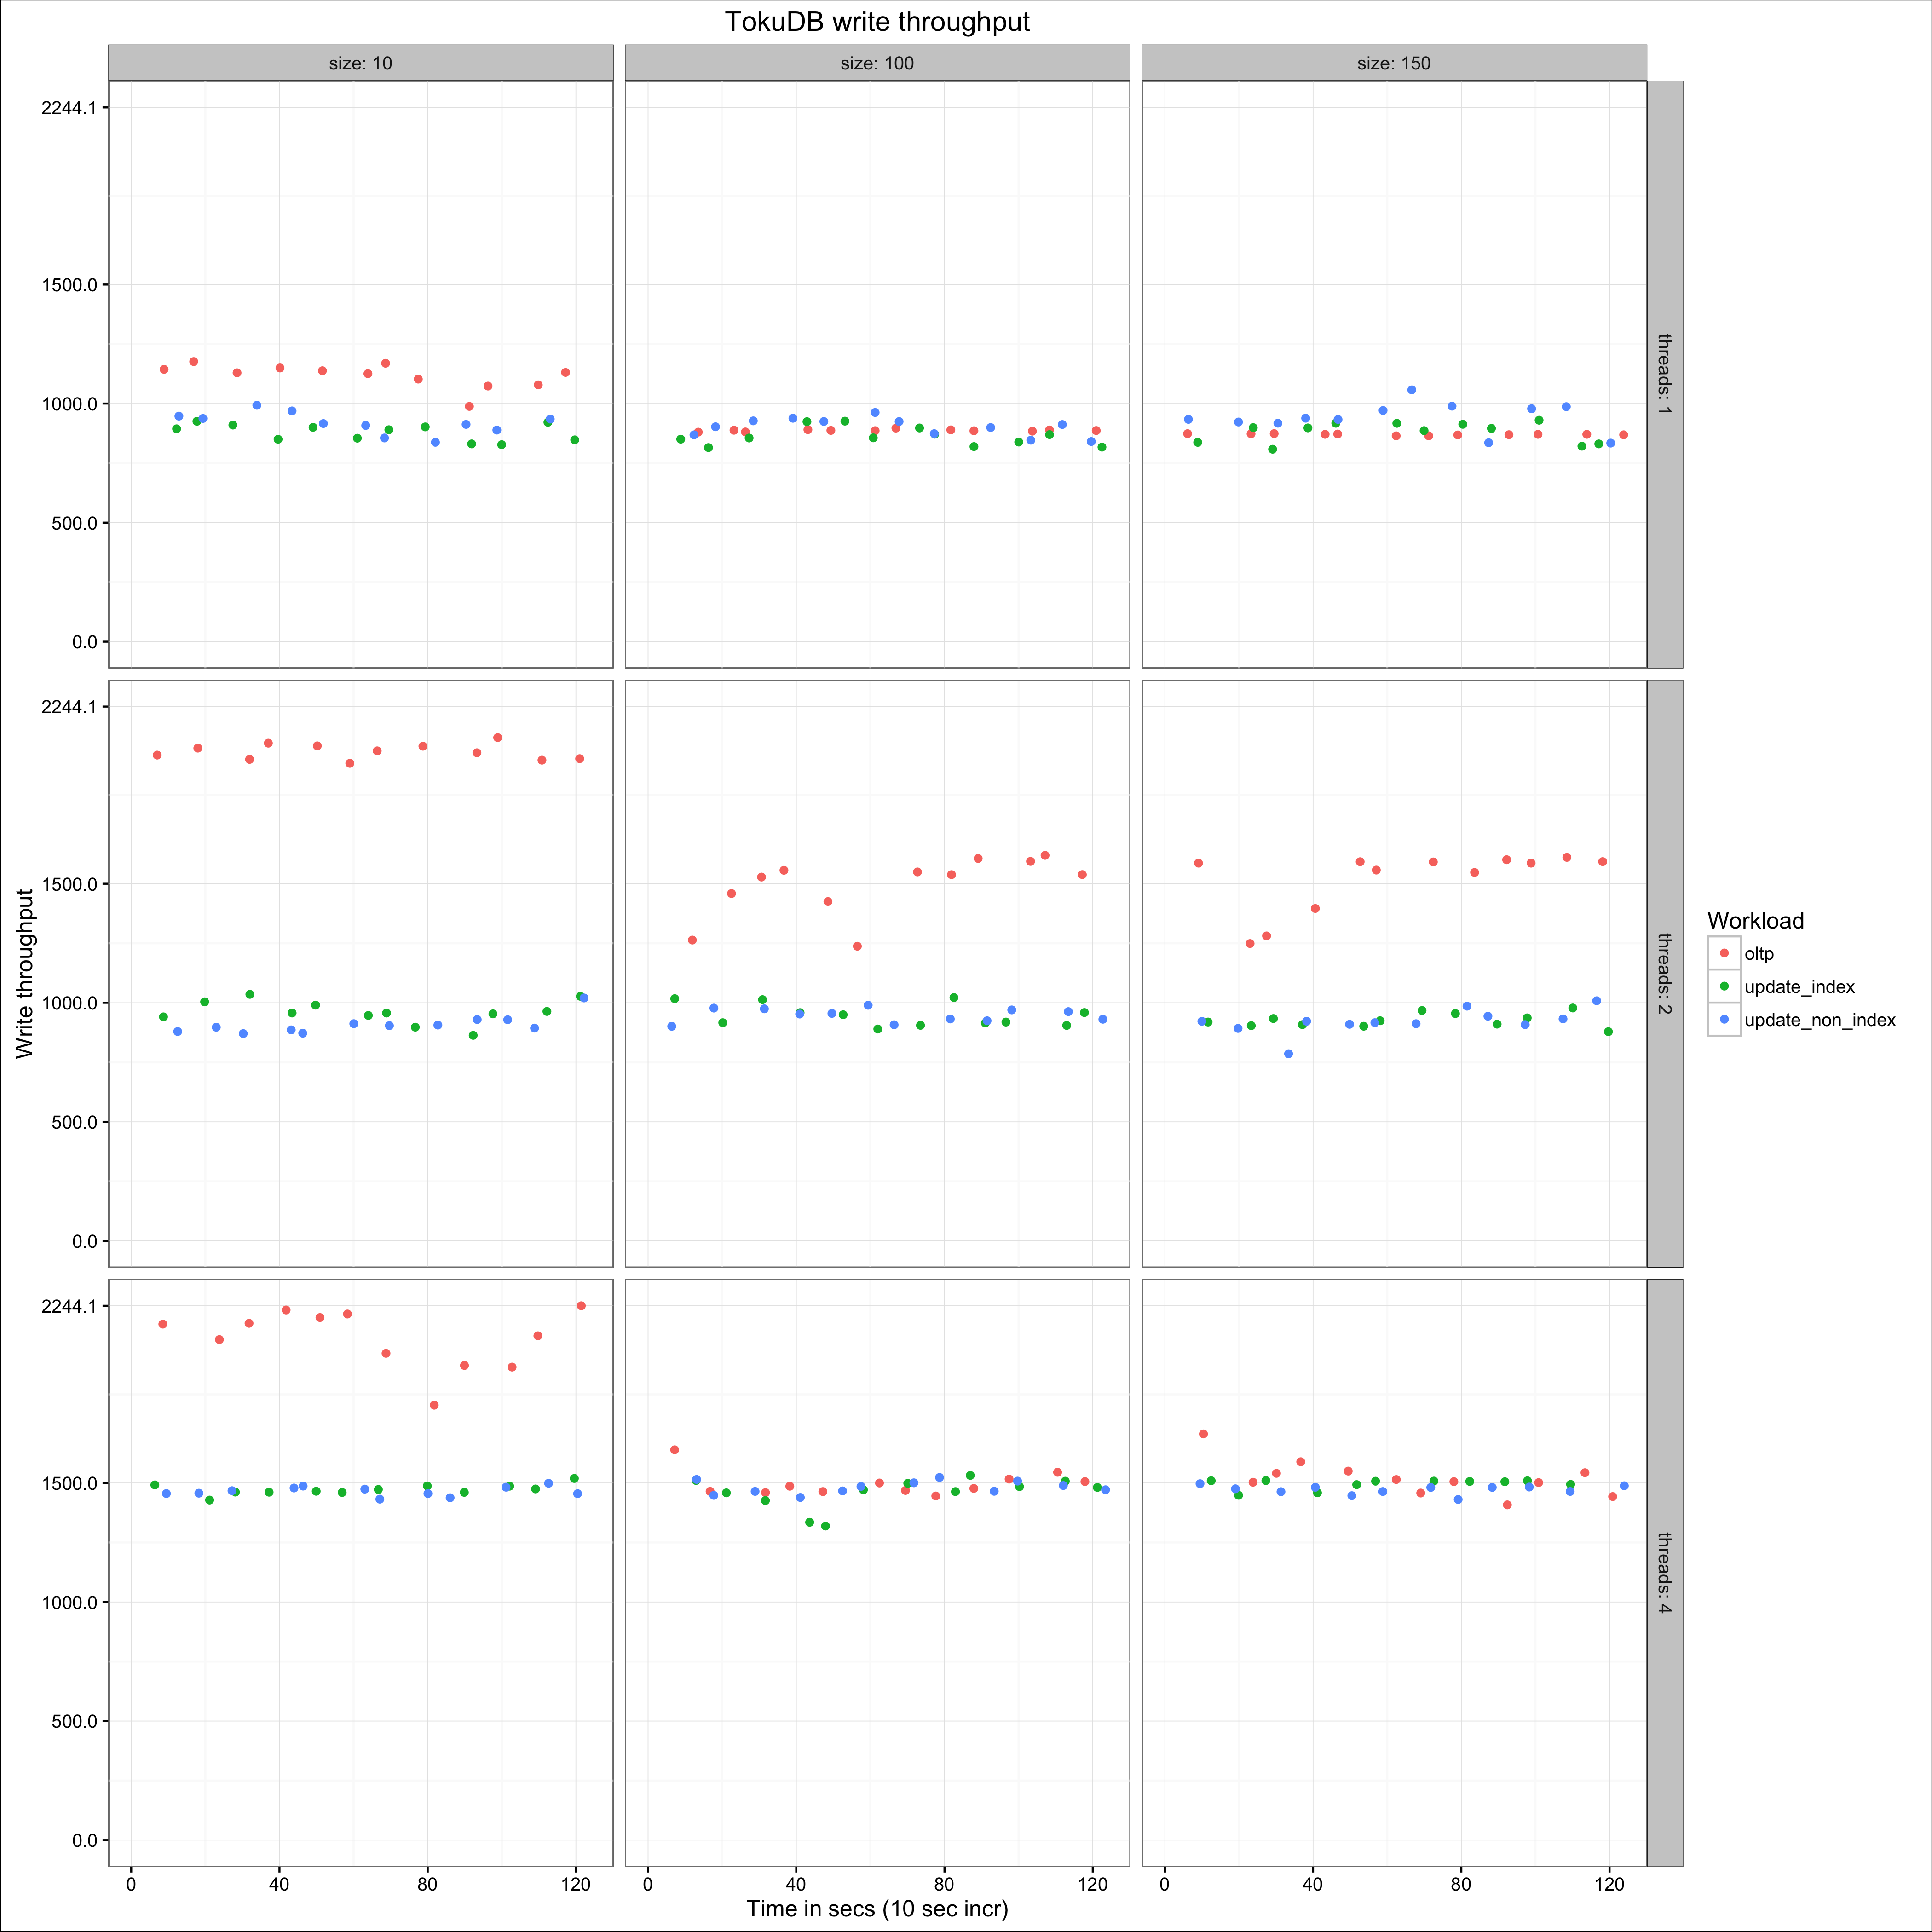 TokuDB write throughput
size: 10
size: 100
size: 150
2244.1
1500.0
1000.0
500.0
0.0
threads: 1
2244.1
1500.0
1000.0
500.0
0.0
threads: 2
2244.1
1500.0
1000.0
500.0
0.0
threads: 4
Write throughput
0 40 80 120
0 40 80 120
0 40 80 120
Time in secs (10 sec incr)
Workload
oltp
update_index
update_non_index